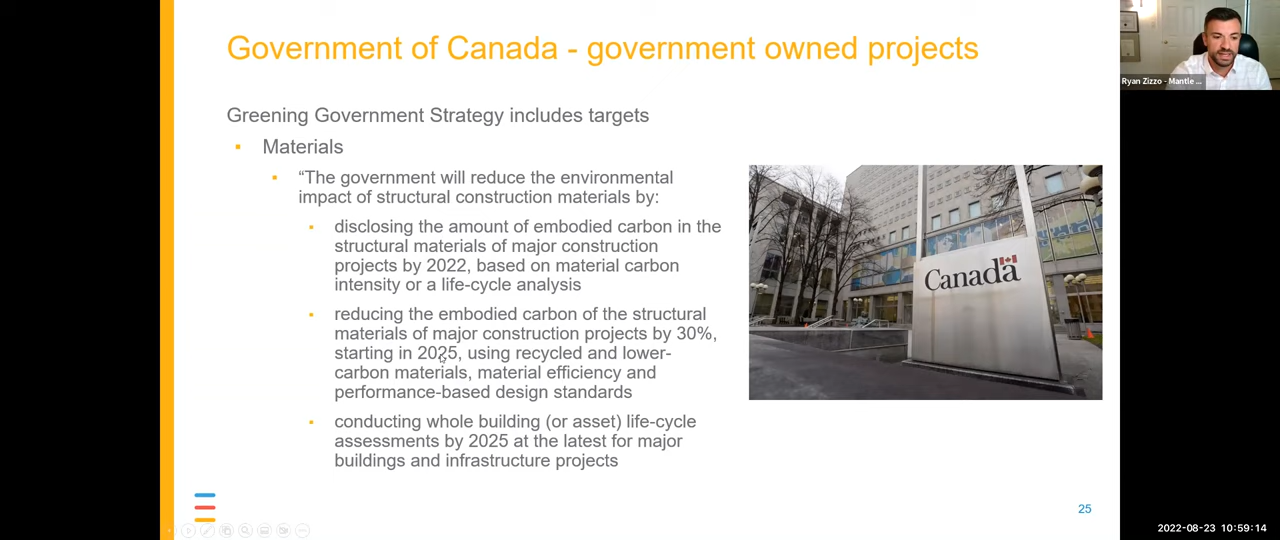 Government of Canada - government owned projects
Ryan Zizzo - Mantle ...
Greening Government Strategy includes targets
Materials
“The government will reduce the environmental
impact of structural construction materials by:
disclosing the amount of embodied carbon in the
structural materials of major construction
projects by 2022, based on material carbon
intensity or a life-cycle analysis
reducing the embodied carbon of the structural
materials of major construction projects by 30%,
starting in 2025, using recycled and lower-
carbon materials, material efficiency and
performance-based design standards
conducting whole building (or asset) life-cycle
assessments by 2025 at the latest for major
buildings and infrastructure projects
Canada
25
2022-08-23 10:59:14